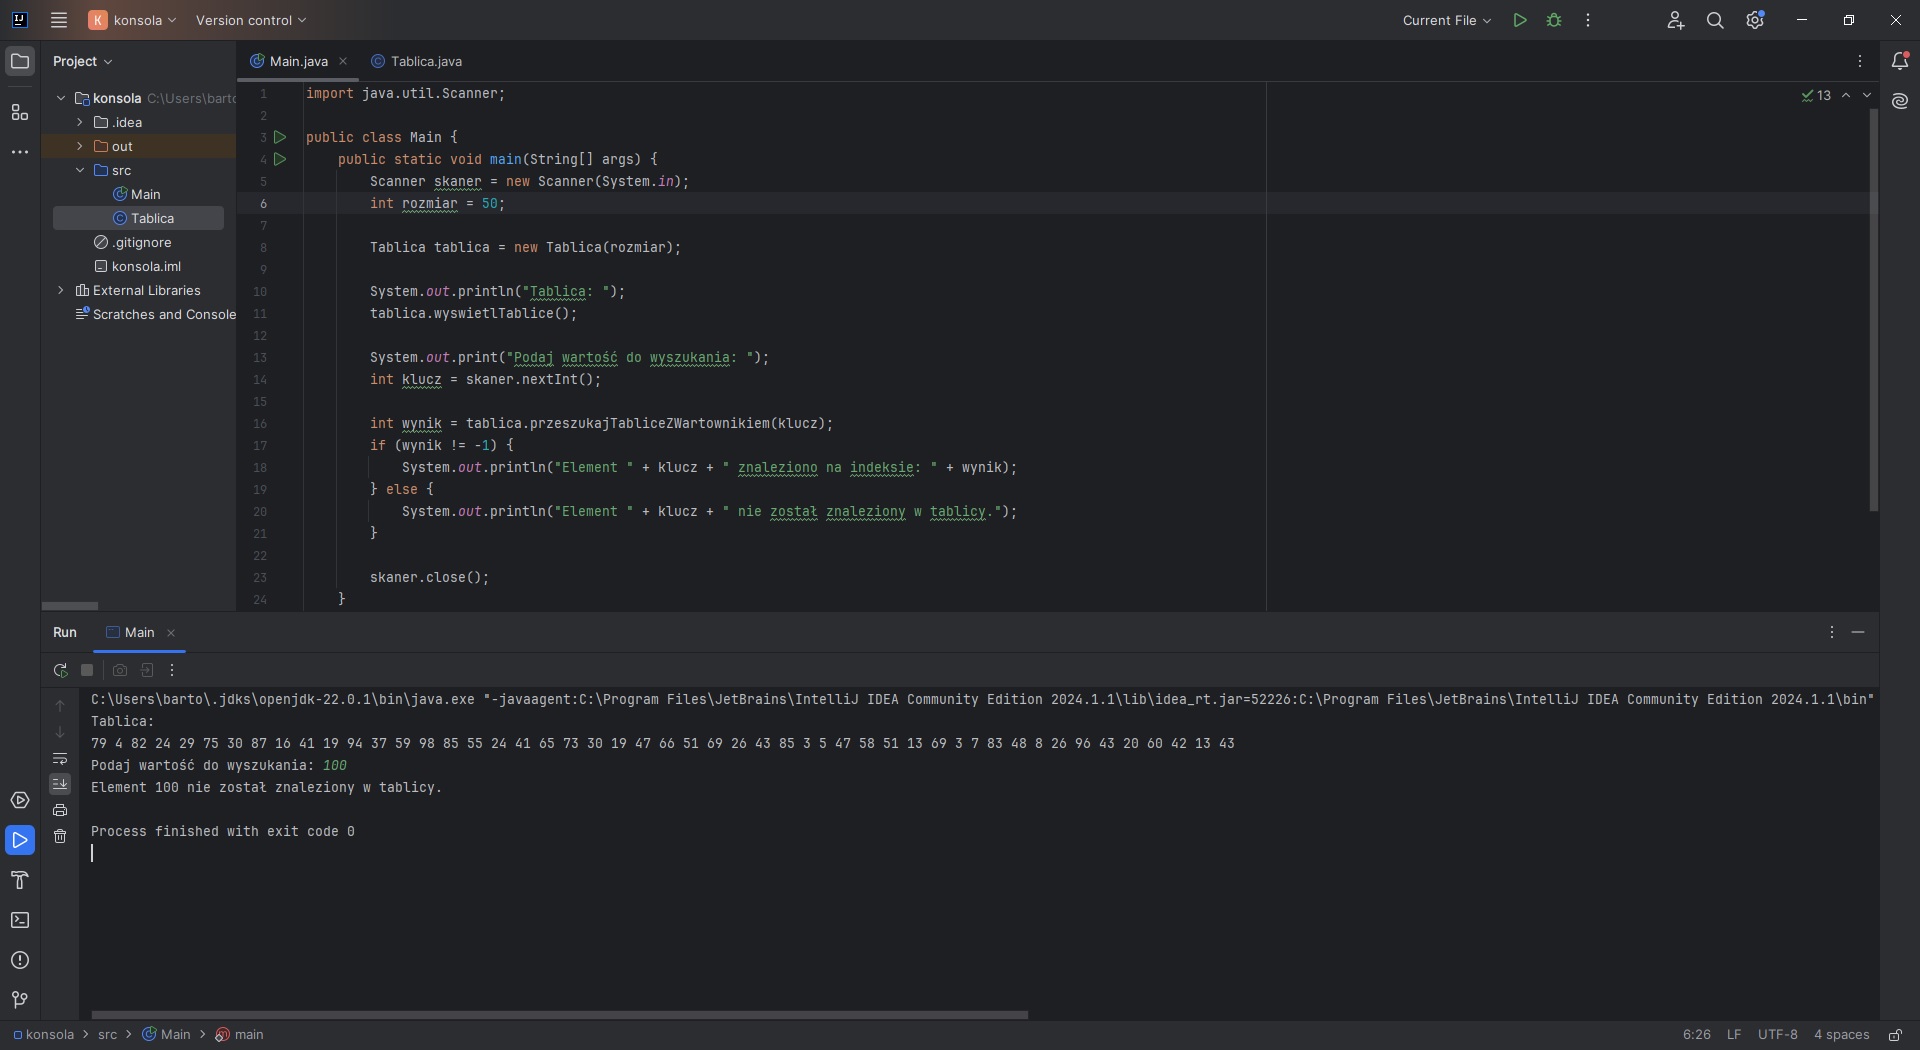 IJ
K konsola Version control Current File
Project
Main.java Tablica.java
konsola C:\Users\barto
.idea
out
src
Main
Tablica
.gitignore
konsola.iml
External Libraries
Scratches and Console
13
1 import java.util.Scanner;
2
3 public class Main {
4 public static void main(String[] args) {
5 Scanner skaner = new Scanner(System.in);
6 int rozmiar = 50;
7
8 Tablica tablica = new Tablica(rozmiar);
9
10 System.out.println("Tablica: ");
11 tablica.wyswietlTablice();
12
13 System.out.print("Podaj wartość do wyszukania: ");
14 int klucz = skaner.nextInt();
15
16 int wynik = tablica.przeszukajTabliceZWartownikiem(klucz);
17 if (wynik != -1) {
18 System.out.println("Element " + klucz + " znaleziono na indeksie: " + wynik);
19 } else {
20 System.out.println("Element " + klucz + " nie został znaleziony w tablicy.");
21 }
22
23 skaner.close();
24 }
Run Main
C:\Users\barto\.jdks\openjdk-22.0.1\bin\java.exe "-javaagent:C:\Program Files\JetBrains\IntelliJ IDEA Community Edition 2024.1.1\lib\idea_rt.jar=52226:C:\Program Files\JetBrains\IntelliJ IDEA Community Edition 2024.1.1\bin"
Tablica:
79 4 82 24 29 75 30 87 16 41 19 94 37 59 98 85 55 24 41 65 73 30 19 47 66 51 69 26 43 85 3 5 47 58 51 13 69 3 7 83 48 8 26 96 43 20 60 42 13 43
Podaj wartość do wyszukania: 100
Element 100 nie został znaleziony w tablicy.
Process finished with exit code 0
konsola > src > Main > main 6:26 LF UTF-8 4 spaces